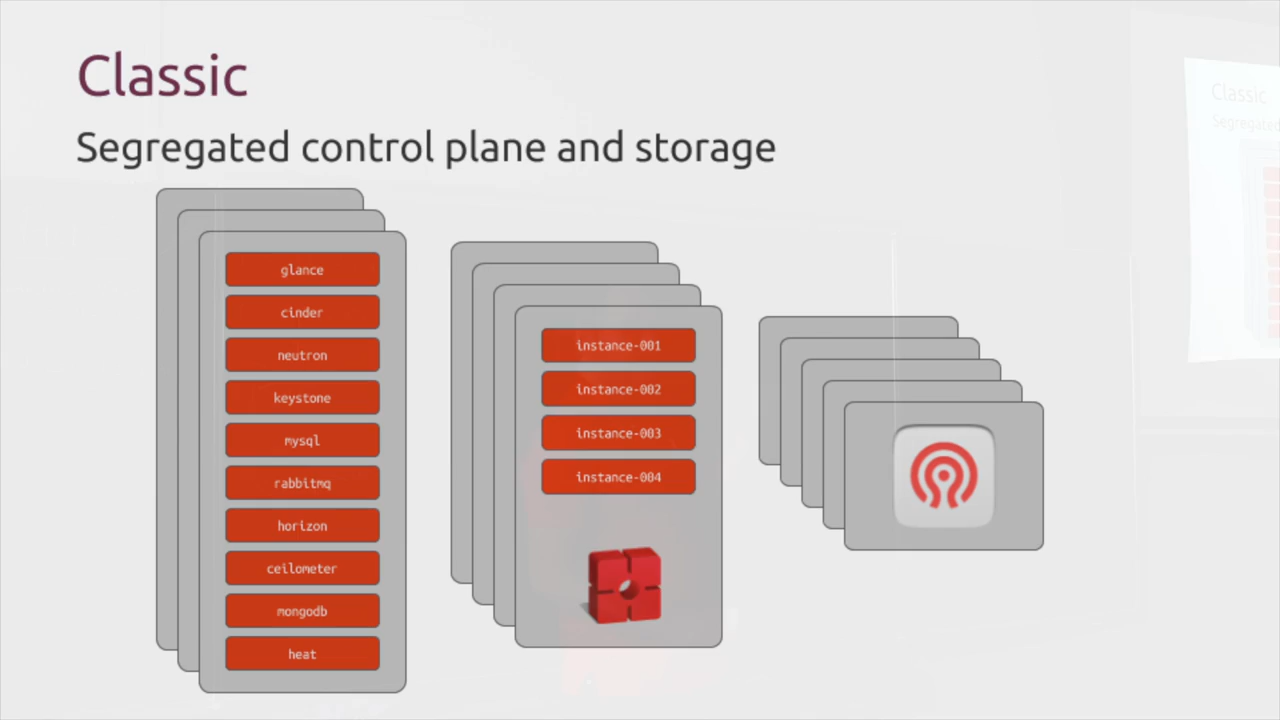 Classic
Segregated control plane and storage
glance
cinder
neutron
keystone
mysql
rabbitmq
horizon
ceilometer
mongodb
heat
instance-001
instance-002
instance-003
instance-004
Classic
Segregated